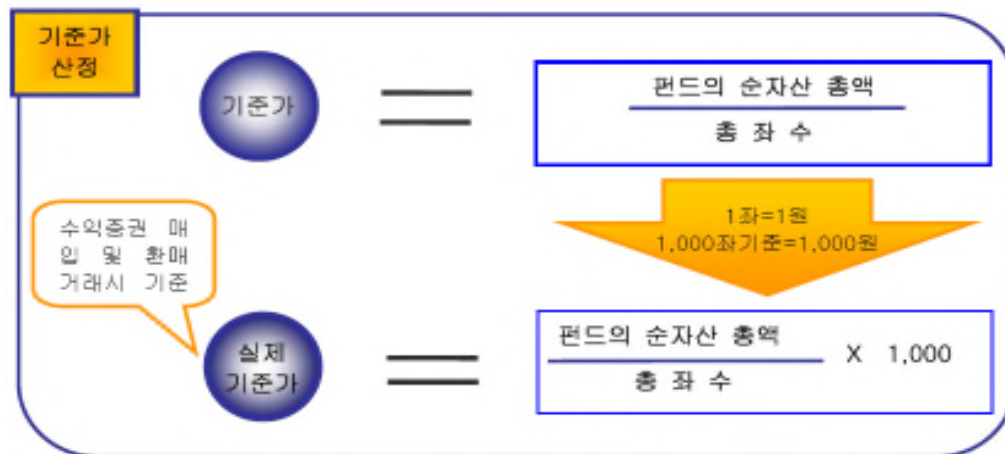 기준가
산정
기준가
펀드의 순자산 총액
총 좌 수
1좌=1원
1,000좌기준=1,000원
수익증권 매
입 및 환매
거래시 기준
실제
기준가
펀드의 순자산 총액
총 좌 수
X 1,000